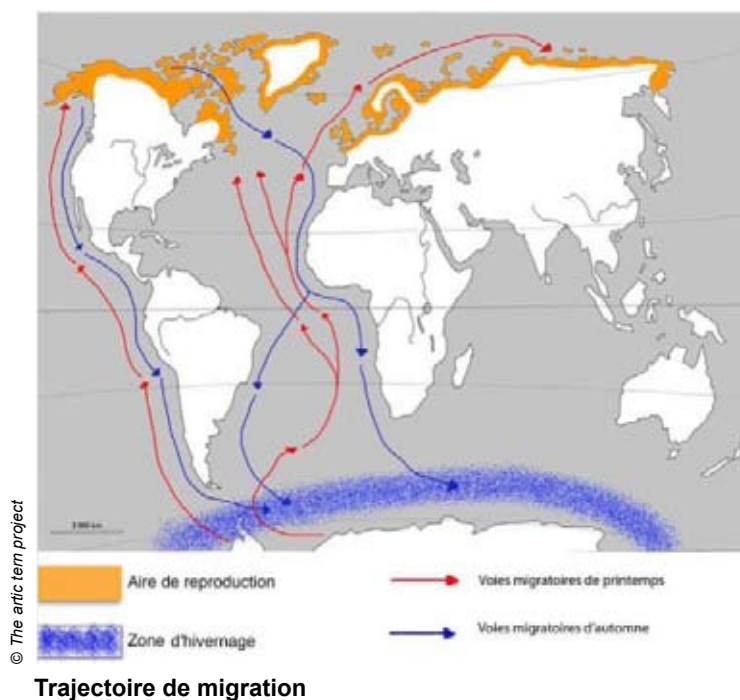 © The artic tern project
Aire de reproduction
Voies migratoires de printemps
Zone d'hivernage
Voies migratoires d'automne
Trajectoire de migration